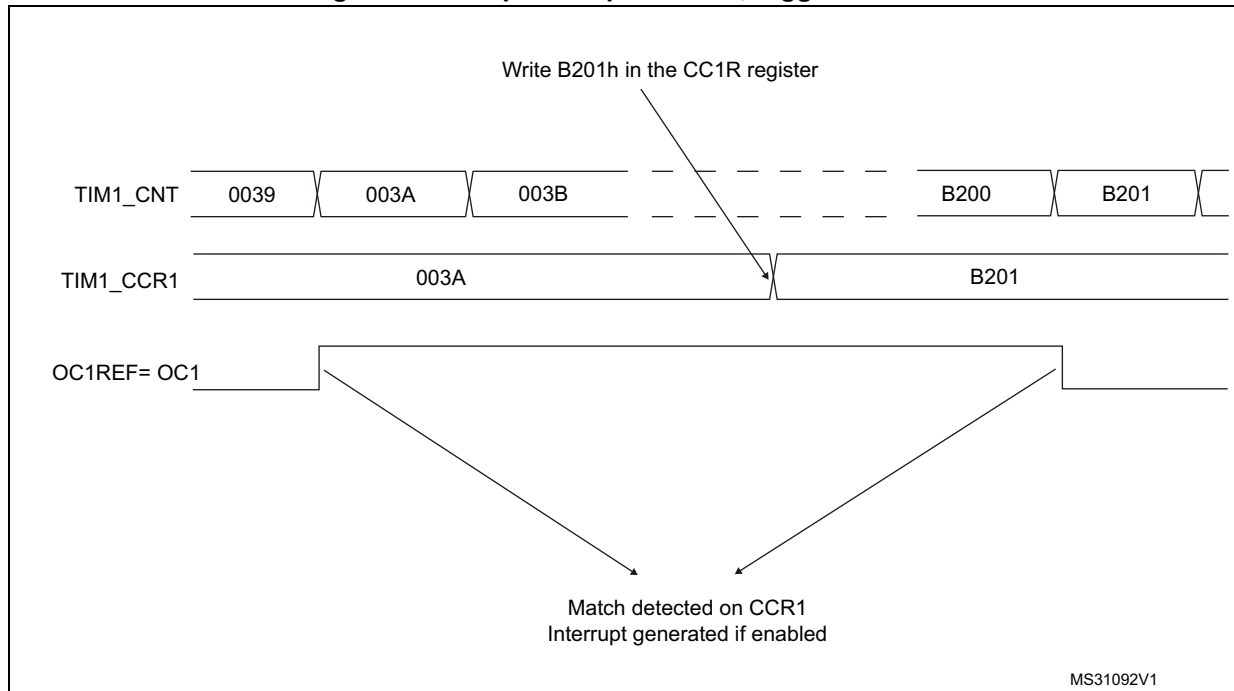 Write B201h in the CC1R register
TIM1_CNT 0039 003A 003B B200 B201
TIM1_CCR1 003A B201
OC1REF= OC1
Match detected on CCR1
Interrupt generated if enabled
MS31092V1